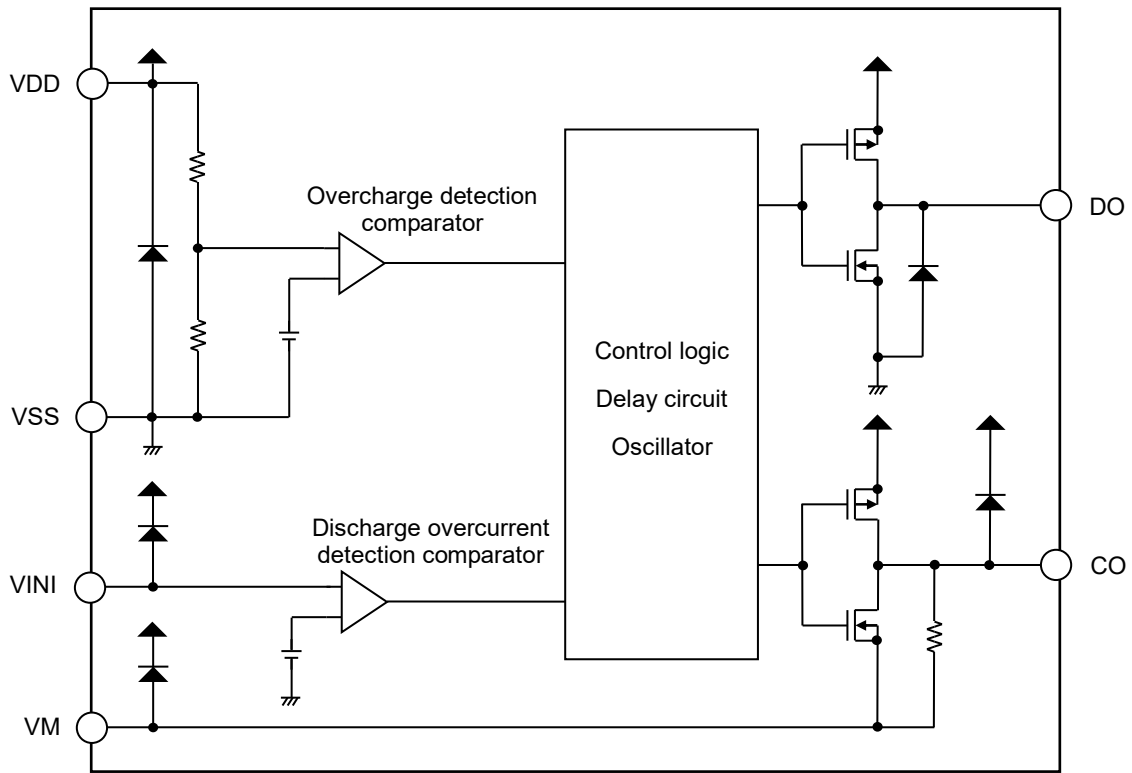 VDD
Overcharge detection
comparator
DO
Control logic
Delay circuit
Oscillator
VSS
Discharge overcurrent
detection comparator
VINI
CO
VM